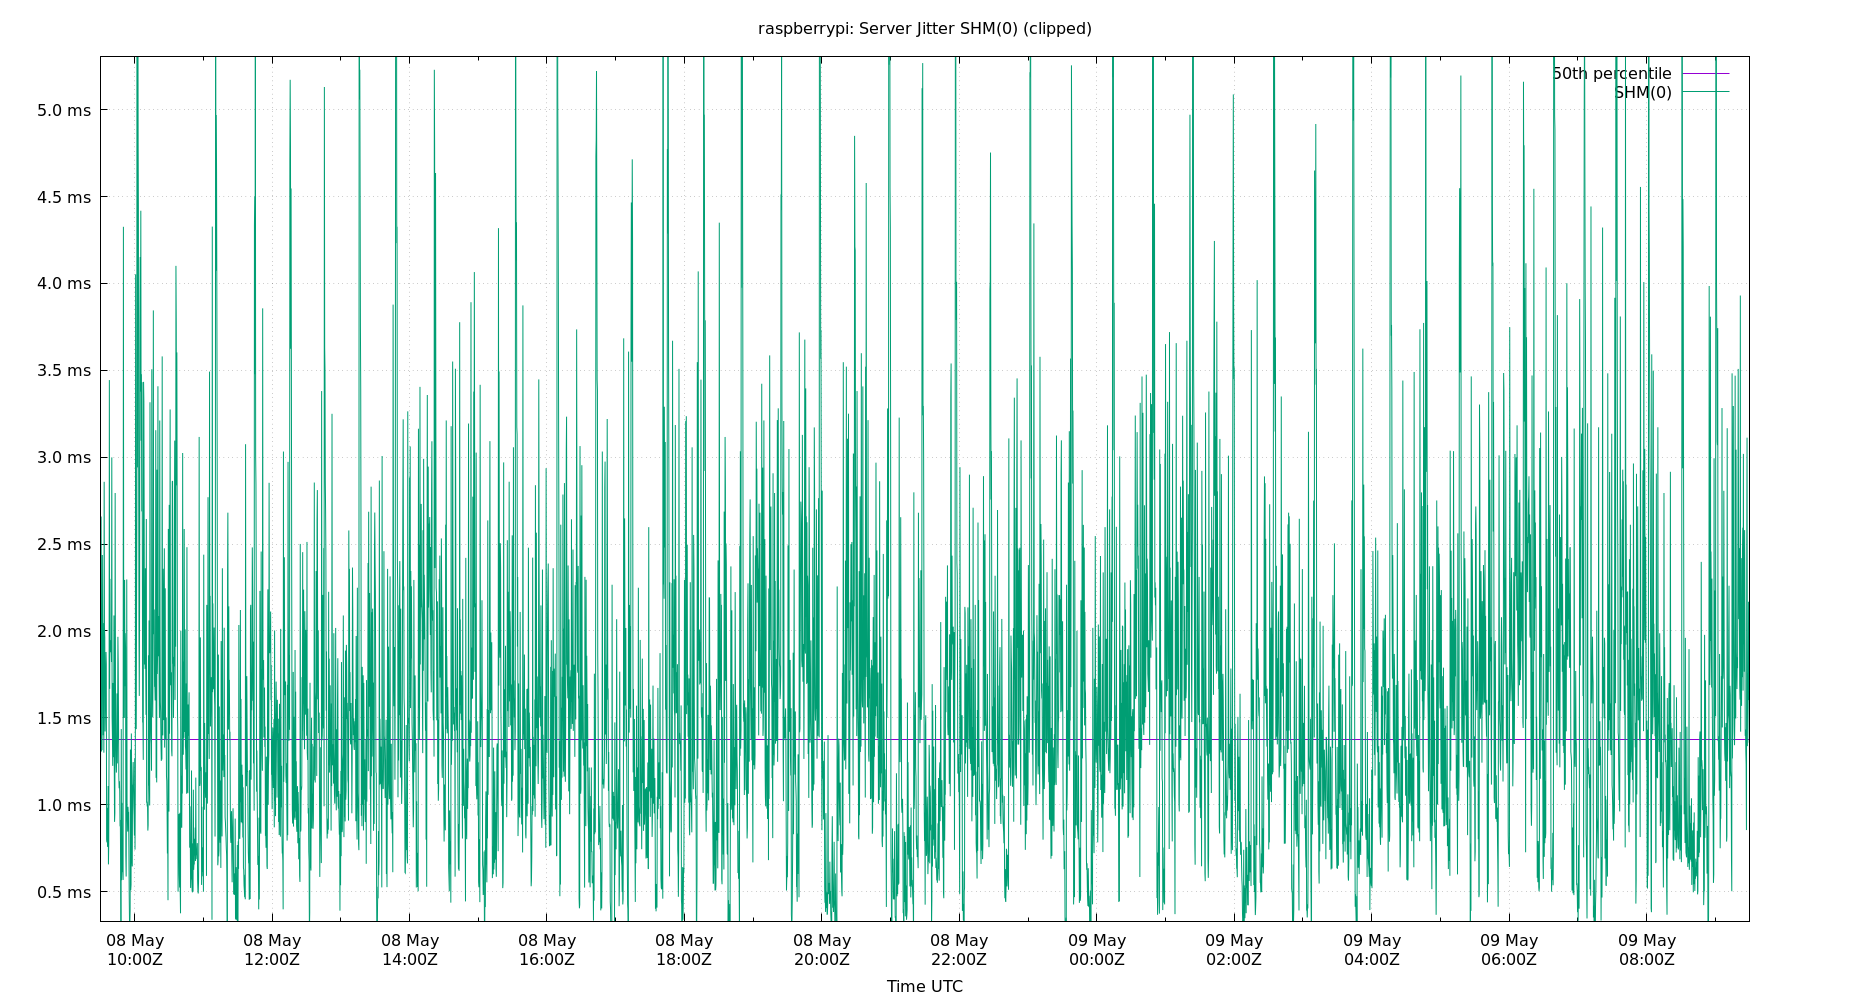 raspberrypi: Server Jitter SHM(0) (clipped)
50th percentile
SHM(0)
5.0 ms
4.5 ms
4.0 ms
3.5 ms
3.0 ms
2.5 ms
2.0 ms
1.5 ms
1.0 ms
0.5 ms
08 May 08 May 08 May 08 May 08 May 08 May 08 May 09 May 09 May 09 May 09 May 09 May
10:00Z 12:00Z 14:00Z 16:00Z 18:00Z 20:00Z 22:00Z 00:00Z 02:00Z 04:00Z 06:00Z 08:00Z
Time UTC